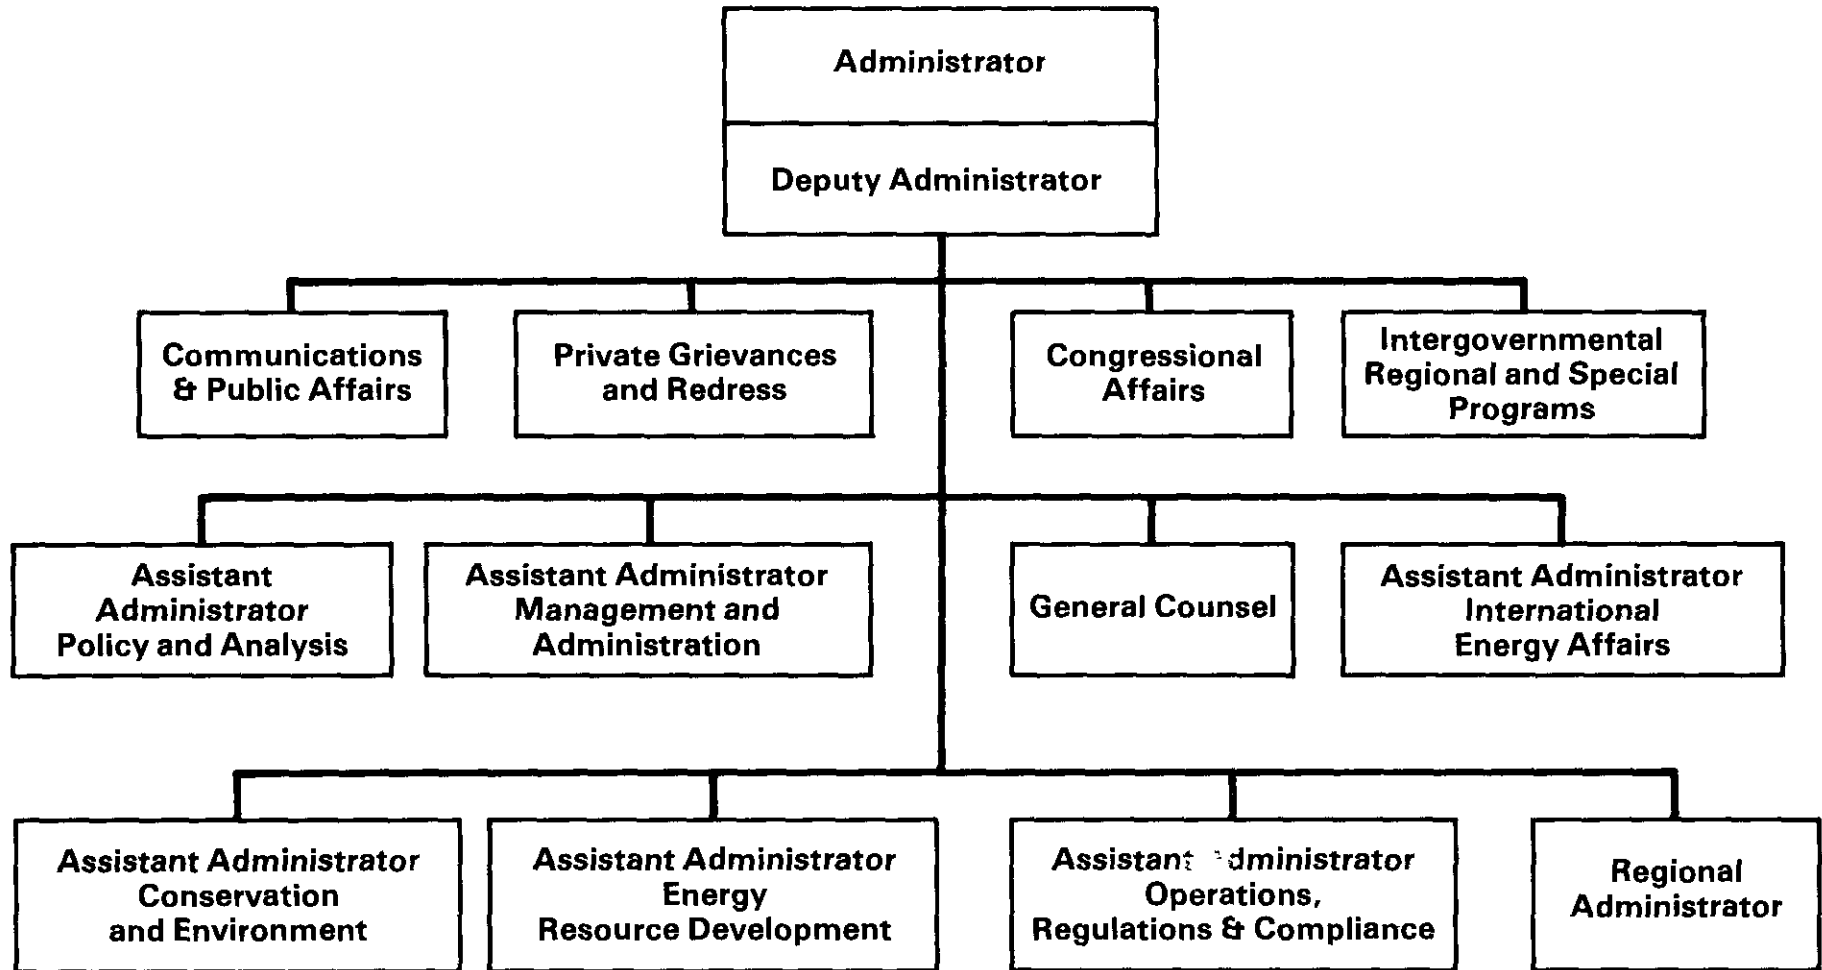 Administrator
Deputy Administrator
Communications
& Public Affairs
Private Grievances
and Redress
Congressional
Affairs
Intergovernmental
Regional and Special
Programs
Assistant
Administrator
Policy and Analysis
Assistant Administrator
Management and
Administration
General Counsel
Assistant Administrator
International
Energy Affairs
Assistant Administrator
Conservation
and Environment
Assistant Administrator
Energy
Resource Development
Assistant Administrator
Operations,
Regulations & Compliance
Regional
Administrator